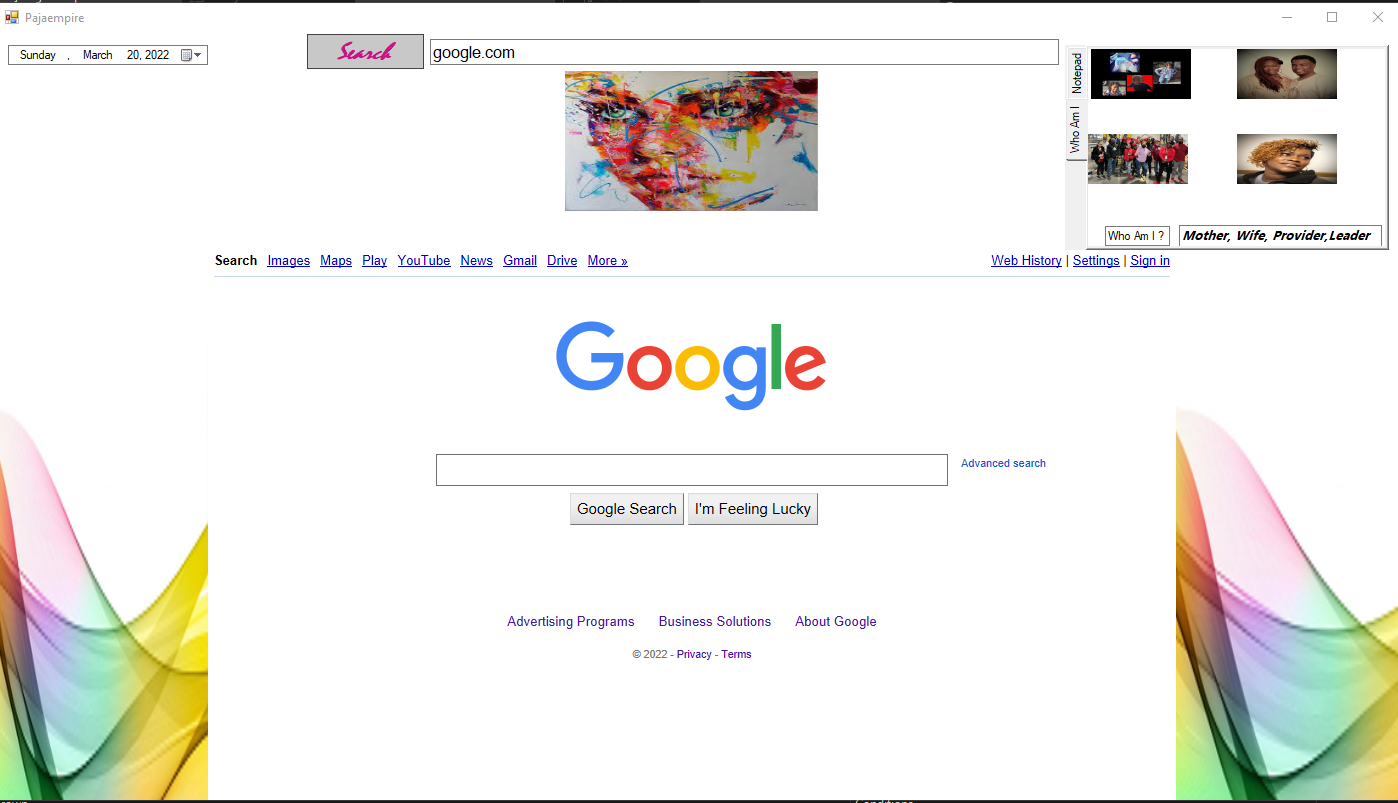 Pajaempire
Sunday , March 20, 2022
Search
google.com
Notepad
Who Am I
Who Am I ?
Mother, Wife, Provider,Leader
Search Images Maps Play YouTube News Gmail Drive More »
Web History | Settings | Sign in
Google
Advanced search
Google Search
I'm Feeling Lucky
Advertising Programs Business Solutions About Google
© 2022 - Privacy - Terms